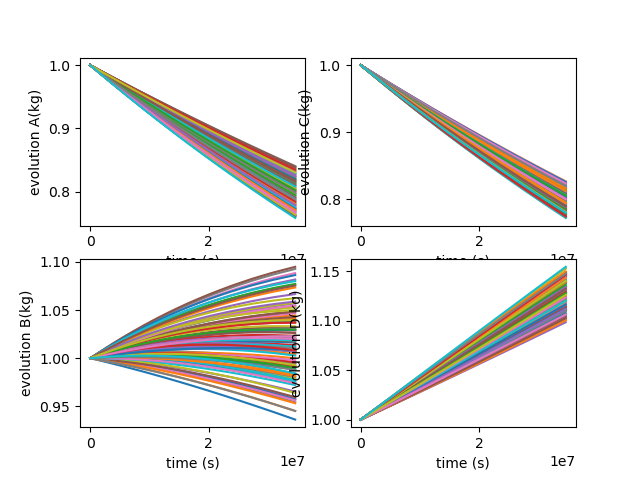 1.0
0.9
0.8
evolution A(kg)
0 2
time (s)
1e7
1.0
0.9
0.8
evolution C(kg)
0 2
time (s)
1e7
1.10
1.05
1.00
0.95
evolution B(kg)
0 2
time (s)
1e7
1.15
1.10
1.05
1.00
evolution D(kg)
0 2
time (s)
1e7